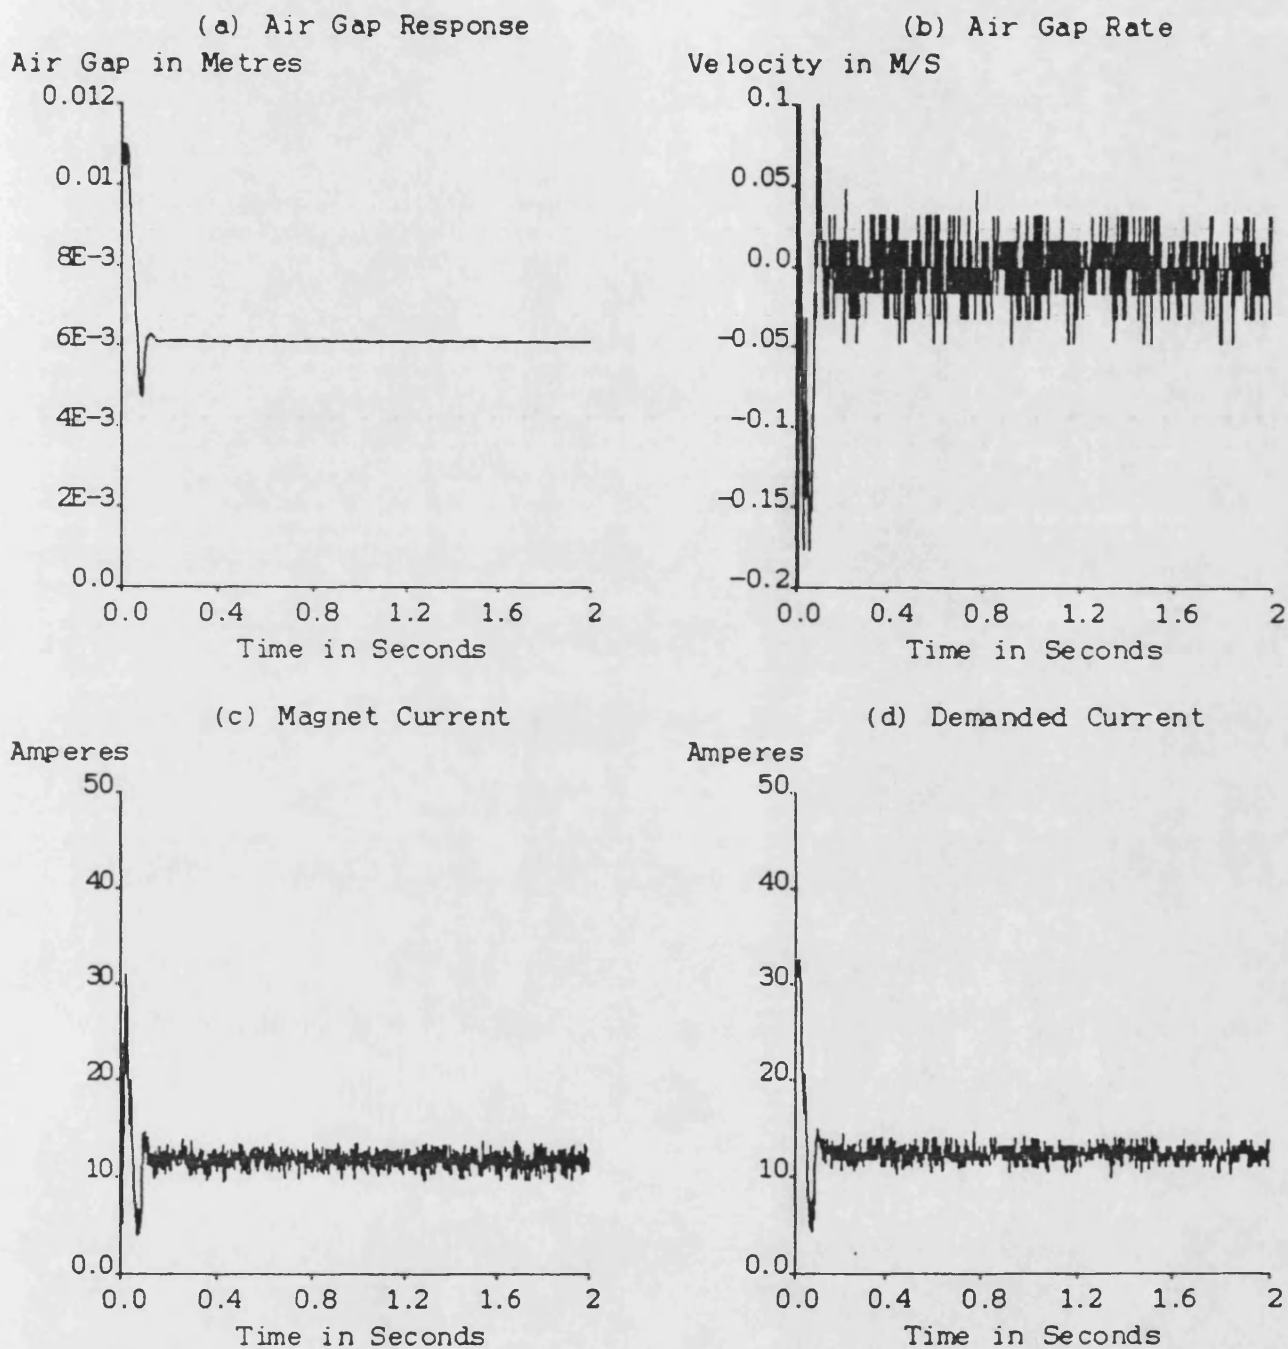 (a) Air Gap Response
Air Gap in Metres
0.012
0.01
8E-3
6E-3
4E-3
2E-3
0.0
0.0 0.4 0.8 1.2 1.6 2
Time in Seconds
(b) Air Gap Rate
Velocity in M/S
0.1
0.05
0.0
-0.05
-0.1
-0.15
-0.2
0.0 0.4 0.8 1.2 1.6 2
Time in Seconds
(c) Magnet Current
Amperes
50.
40
30.
20.
10.
0.0
0.0 0.4 0.8 1.2 1.6 2
Time in Seconds
(d) Demanded Current
Amperes
50.
40
30.
20.
10.
0.0
0.0 0.4 0.8 1.2 1.6 2
Time in Seconds